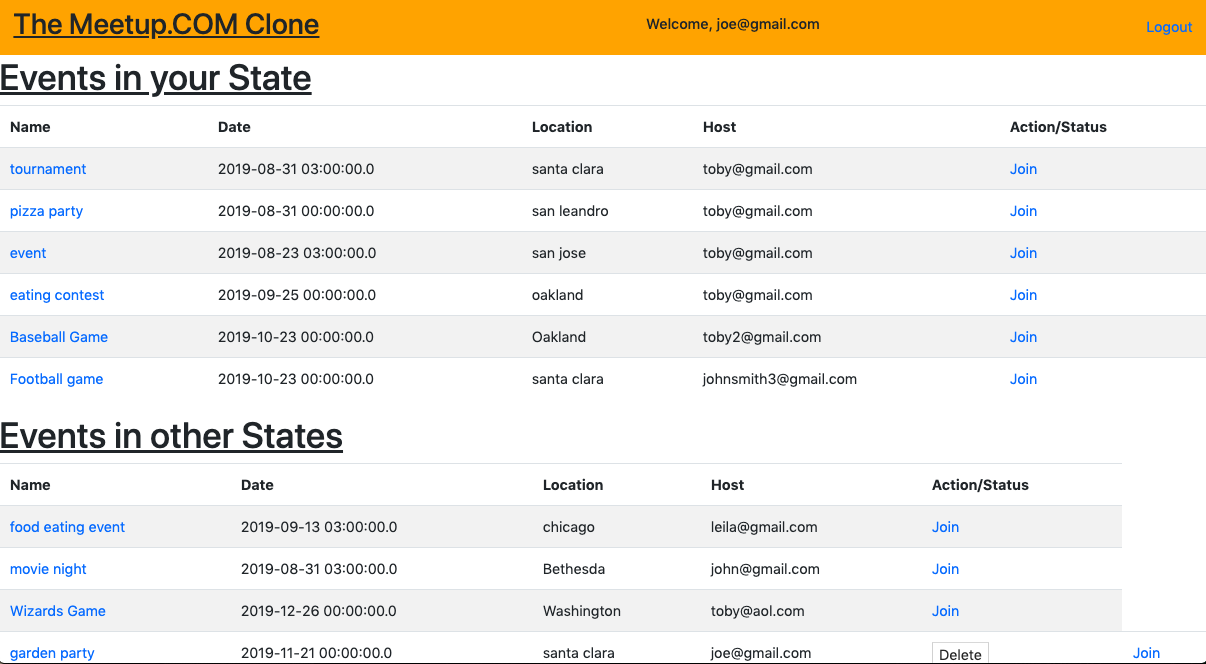 The Meetup.COM Clone Welcome, joe@gmail.com Logout
Events in your State
Name Date Location Host Action/Status
tournament 2019-08-31 03:00:00.0 santa clara toby@gmail.com Join
pizza party 2019-08-31 00:00:00.0 san leandro toby@gmail.com Join
event 2019-08-23 03:00:00.0 san jose toby@gmail.com Join
eating contest 2019-09-25 00:00:00.0 oakland toby@gmail.com Join
Baseball Game 2019-10-23 00:00:00.0 Oakland toby2@gmail.com Join
Football game 2019-10-23 00:00:00.0 santa clara johnsmith3@gmail.com Join
Events in other States
Name Date Location Host Action/Status
food eating event 2019-09-13 03:00:00.0 chicago leila@gmail.com Join
movie night 2019-08-31 03:00:00.0 Bethesda john@gmail.com Join
Wizards Game 2019-12-26 00:00:00.0 Washington toby@aol.com Join
garden party 2019-11-21 00:00:00.0 santa clara joe@gmail.com Delete Join